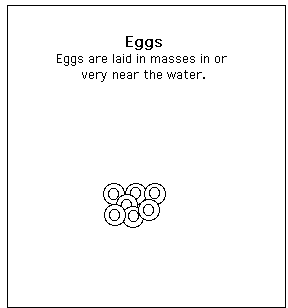 Eggs
Eggs are laid in masses in or
very near the water.